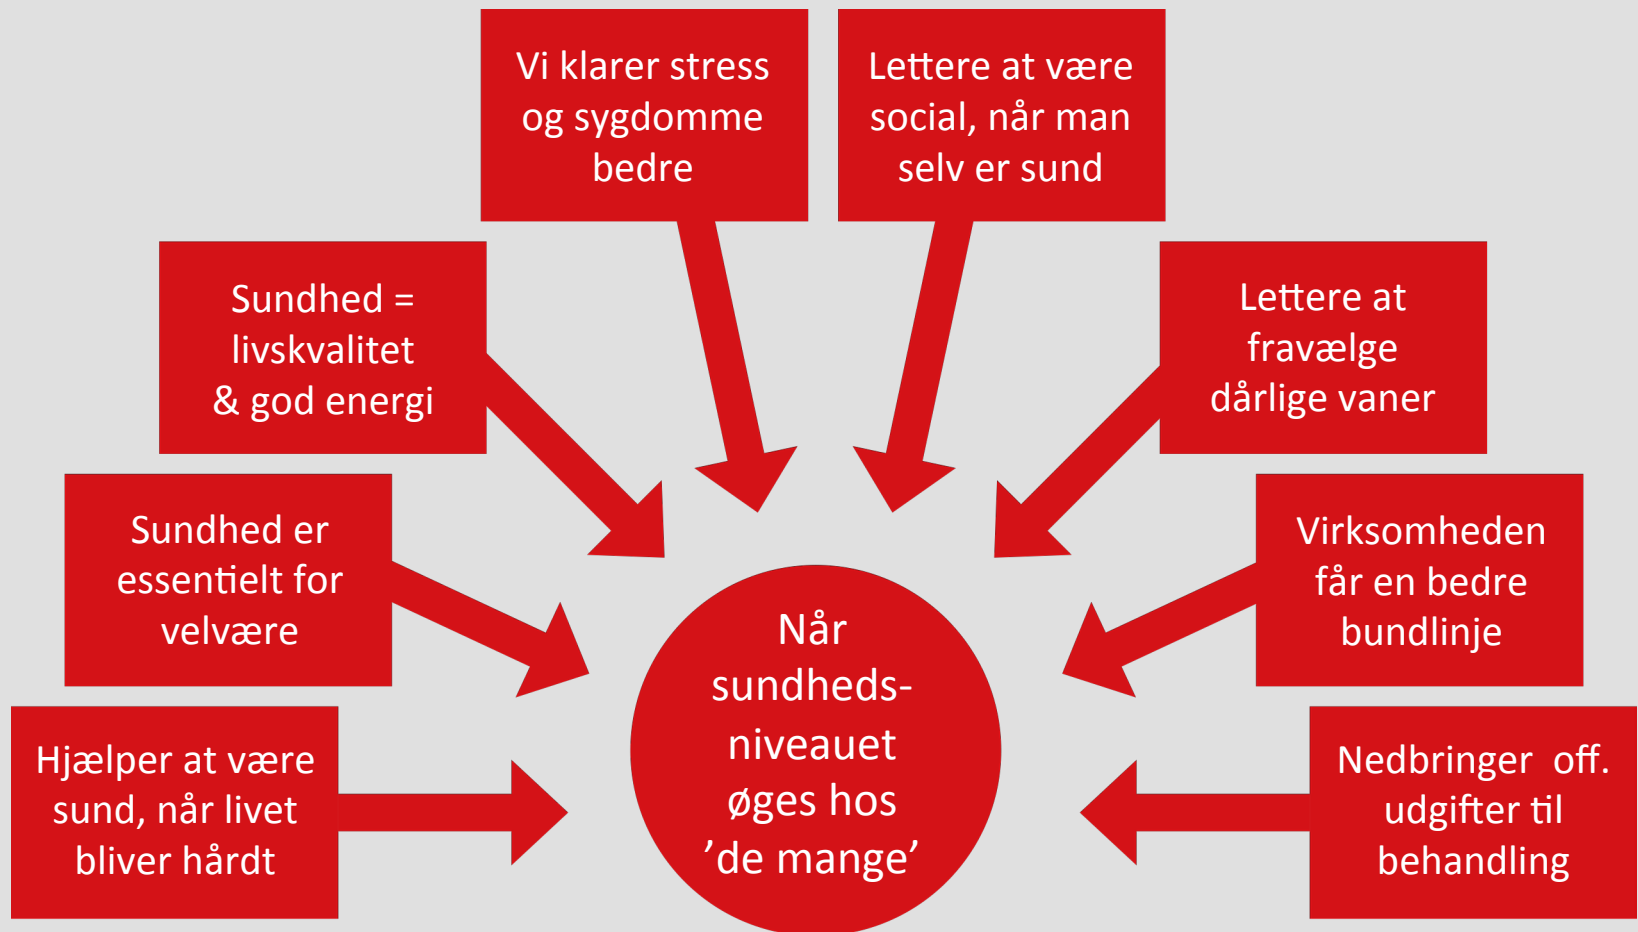 Vi klarer stress
og sygdomme
bedre
Lettere at være
social, når man
selv er sund
Sundhed =
livskvalitet
& god energi
Lettere at
fravælge
dårlige vaner
Sundhed er
essentielt for
velvære
Virksomheden
får en bedre
bundlinje
Hjælper at være
sund, når livet
bliver hårdt
Når
sundheds-
niveauet
øges hos
’de mange’
Nedbringer  off.
udgifter til
behandling